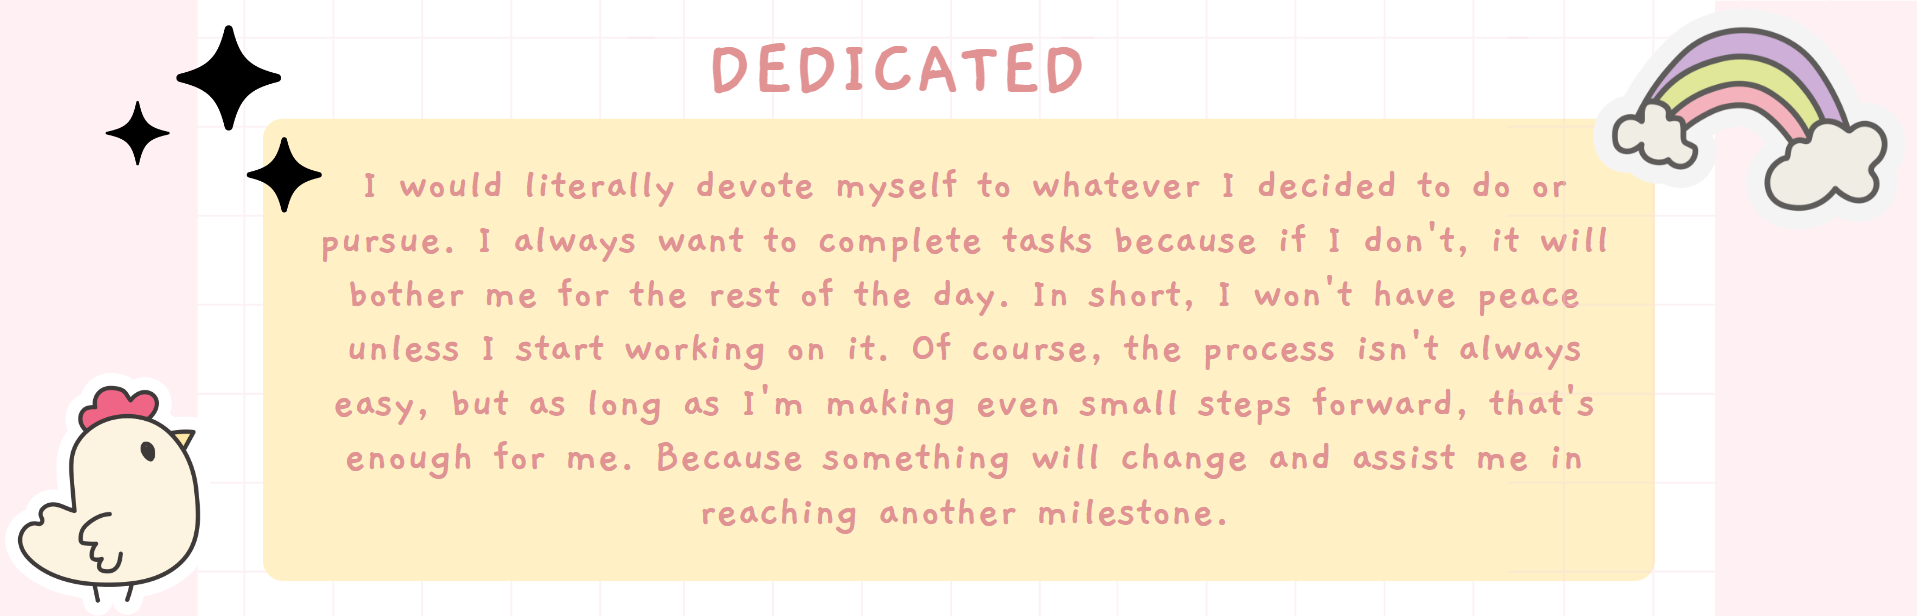 DEDICATED
I would literally devote myself to whatever I decided to do or
pursue. I always want to complete tasks because if I don't, it will
bother me for the rest of the day. In short, I won't have peace
unless I start working on it. Of course, the process isn't always
easy, but as long as I'm making even small steps forward, that's
enough for me. Because something will change and assist me in
reaching another milestone.